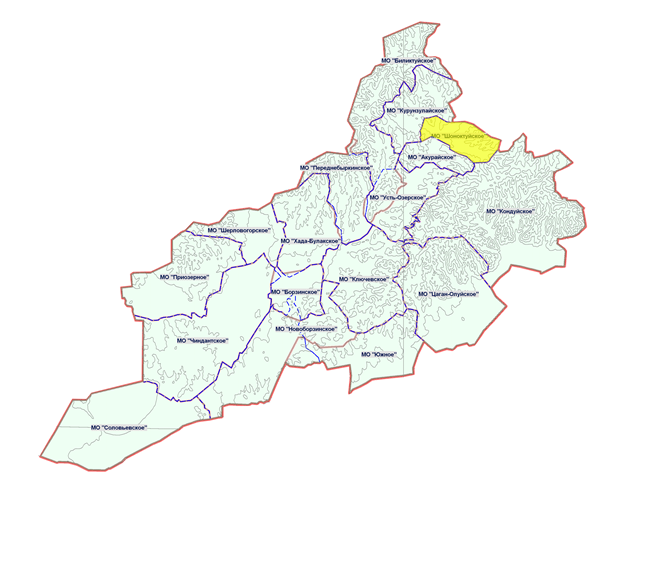 МО "Биликтуйское"
МО "Курунзулайское"
МО "Шоноктуйское"
МО "Акурайское"
МО "Переднебыркинское"
МО "Усть-Озерское"
МО "Кондуйское"
МО "Шерловогорское"
МО "Хада-Булакское"
МО "Приозерное"
МО "Ключевское"
МО "Борзинское"
МО "Цаган-Олуйское"
МО "Новоборзинское"
МО "Чиндантское"
МО "Южное"
МО "Соловьевское"